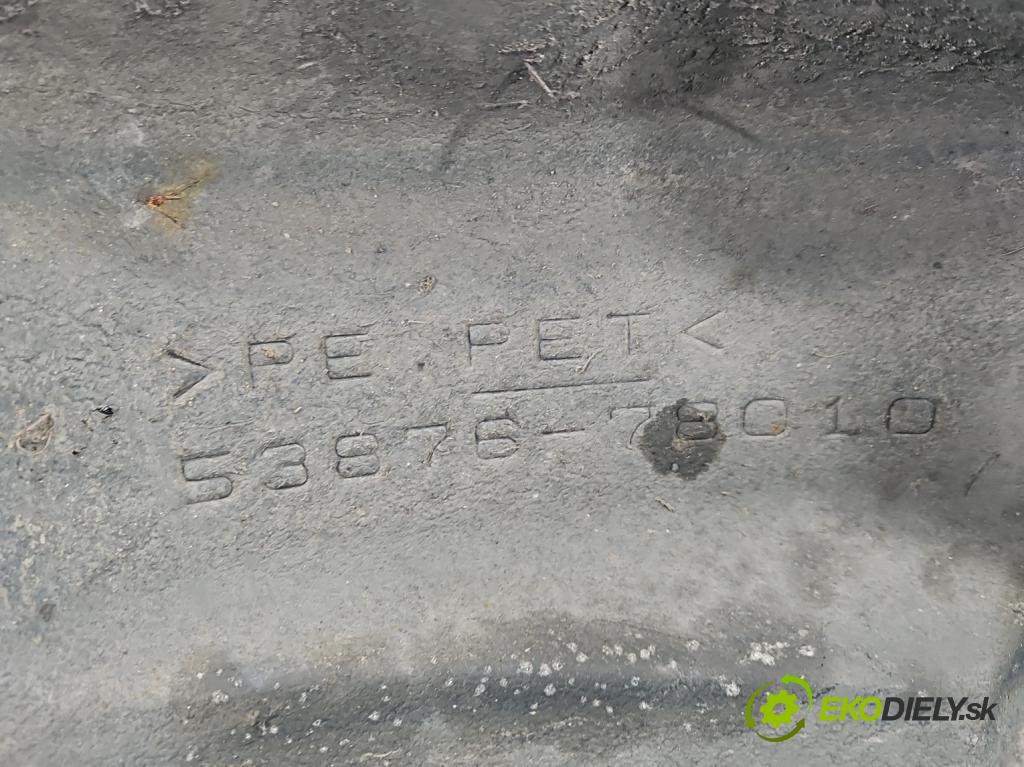 >PE PET<
53876-78010
EKODIELY.sk